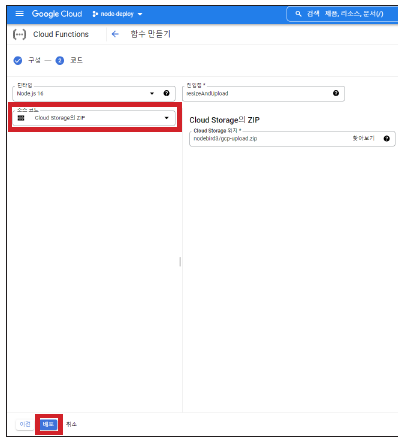 Google Cloud
node-deploy
검색 제품, 리소스, 문서(/)
Cloud Functions
함수 만들기
구성
2 코드
런타임
Node.js 16
진입점 *
resizeAndUpload
소스 코드
Cloud Storage의 ZIP
Cloud Storage의 ZIP
Cloud Storage 위치 *
nodebird3/gcp-upload.zip
찾아보기
이전
배포
취소